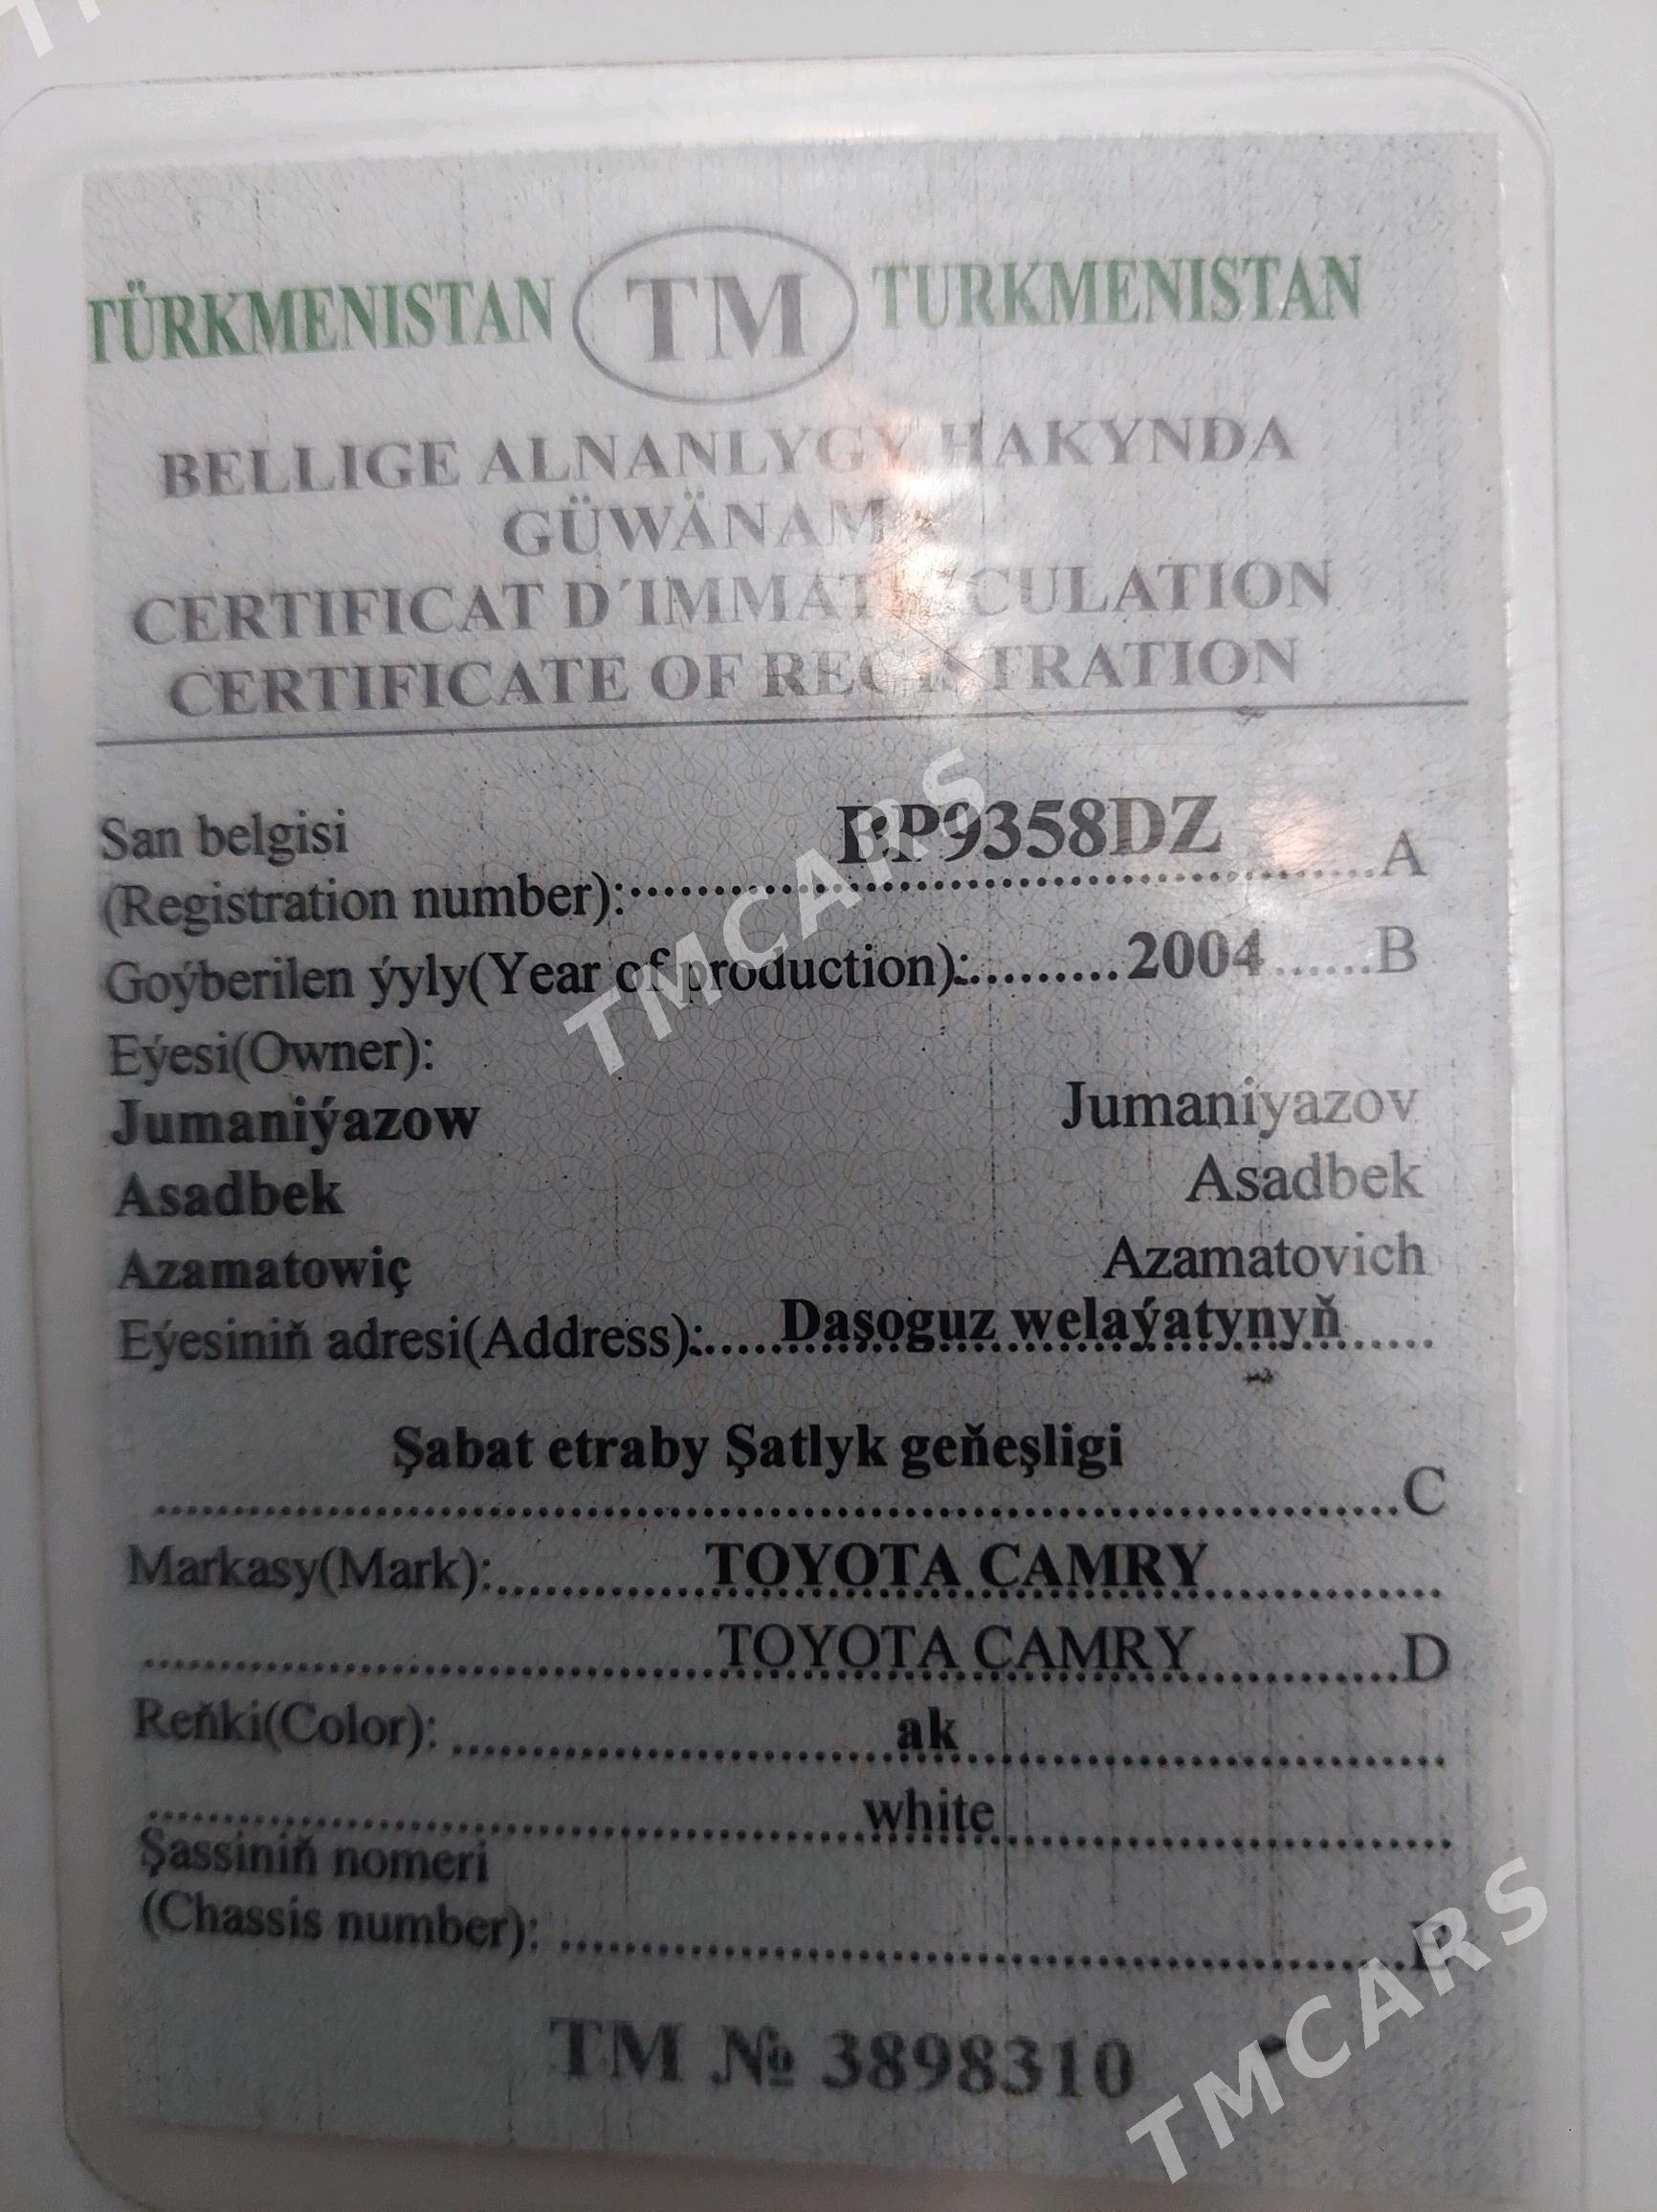 TÜRKMENISTAN TM TURKMENISTAN
BELLIGE ALNANLYGY HAKYNDA
GÜWÄNAMA
CERTIFICAT D´IMMATRICULATION
CERTIFICATE OF REGISTRATION
San belgisi BP9358DZ
(Registration number):..............................A
Goýberilen ýyly(Year of production):.........2004......B
Eýesi(Owner):
Jumaniýazow Jumaniyazov
Asadbek Asadbek
Azamatowiç Azamatovich
Eýesiniň adresi(Address):....Daşoguz welaýatynyň.....
Şabat etraby Şatlyk geňeşligi
..............................C
Markasy(Mark):..........TOYOTA CAMRY..........
..........TOYOTA CAMRY..........D
Reňki(Color): ..........ak..........
..........white..........
Şassiniň nomeri
(Chassis number): ..............................E
TM № 3898310
TMCARS
TMCARS